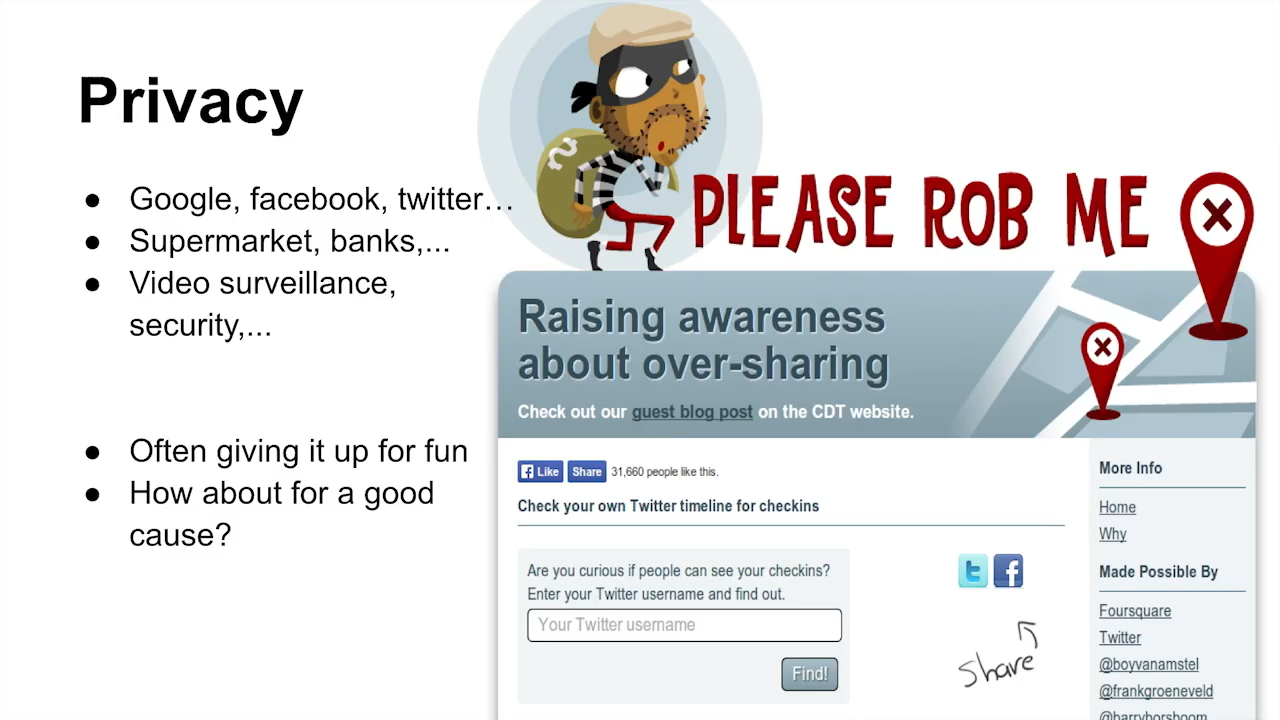 Privacy
● Google, facebook, twitter…
● Supermarket, banks,...
● Video surveillance,
security,...
● Often giving it up for fun
● How about for a good
cause?
PLEASE ROB ME
Raising awareness
about over-sharing
Check out our guest blog post on the CDT website.
Like Share 31,660 people like this.
Check your own Twitter timeline for checkins
Are you curious if people can see your checkins?
Enter your Twitter username and find out.
Your Twitter username
Find!
share
More Info
Home
Why
Made Possible By
Foursquare
Twitter
@boyvanamstel
@frankgroeneveld
@barryborsboom